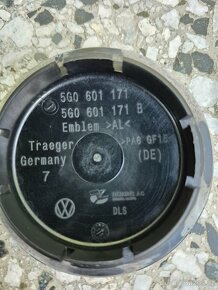 5G0 601 171
5G0 601 171 B
Emblem >AL<
Traeger >PA6 GF15
Germany (DE)
7
DLS